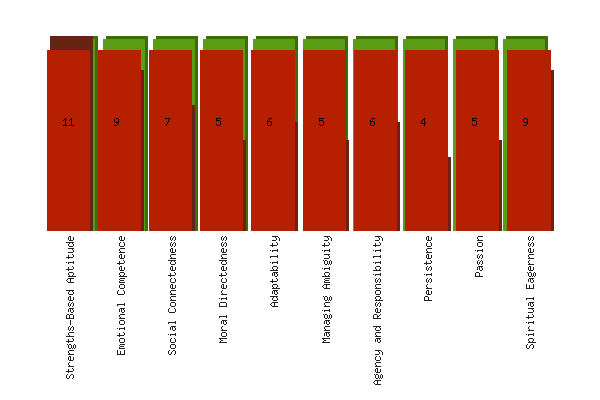 11
9
7
5
6
5
6
4
5
9
Strengths-Based Aptitude
Emotional Competence
Social Connectedness
Moral Directedness
Adaptability
Managing Ambiguity
Agency and Responsibility
Persistence
Passion
Spiritual Eagerness